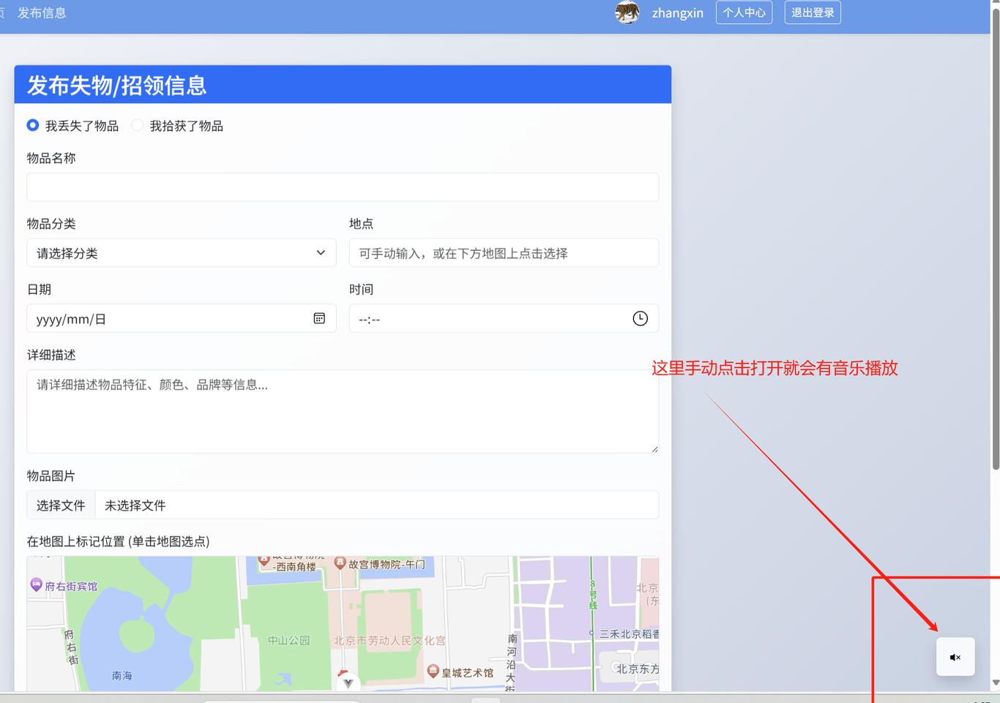 页 发布信息 zhangxin 个人中心 退出登录
发布失物/招领信息
我丢失了物品 我拾获了物品
物品名称
物品分类 地点
请选择分类 可手动输入，或在下方地图上点击选择
日期 时间
yyyy/mm/日 --:--
详细描述
这里手动点击打开就会有音乐播放
请详细描述物品特征、颜色、品牌等信息...
物品图片
选择文件 未选择文件
在地图上标记位置 (单击地图选点)
故宫博物院
-西南角楼
故宫博物院-午门
府右街宾馆
8号线
北京
(东
三禾北京稻香
府右街
中山公园
北京市劳动人民文化宫
南河沿大街
南海
皇城艺术馆
北京东方